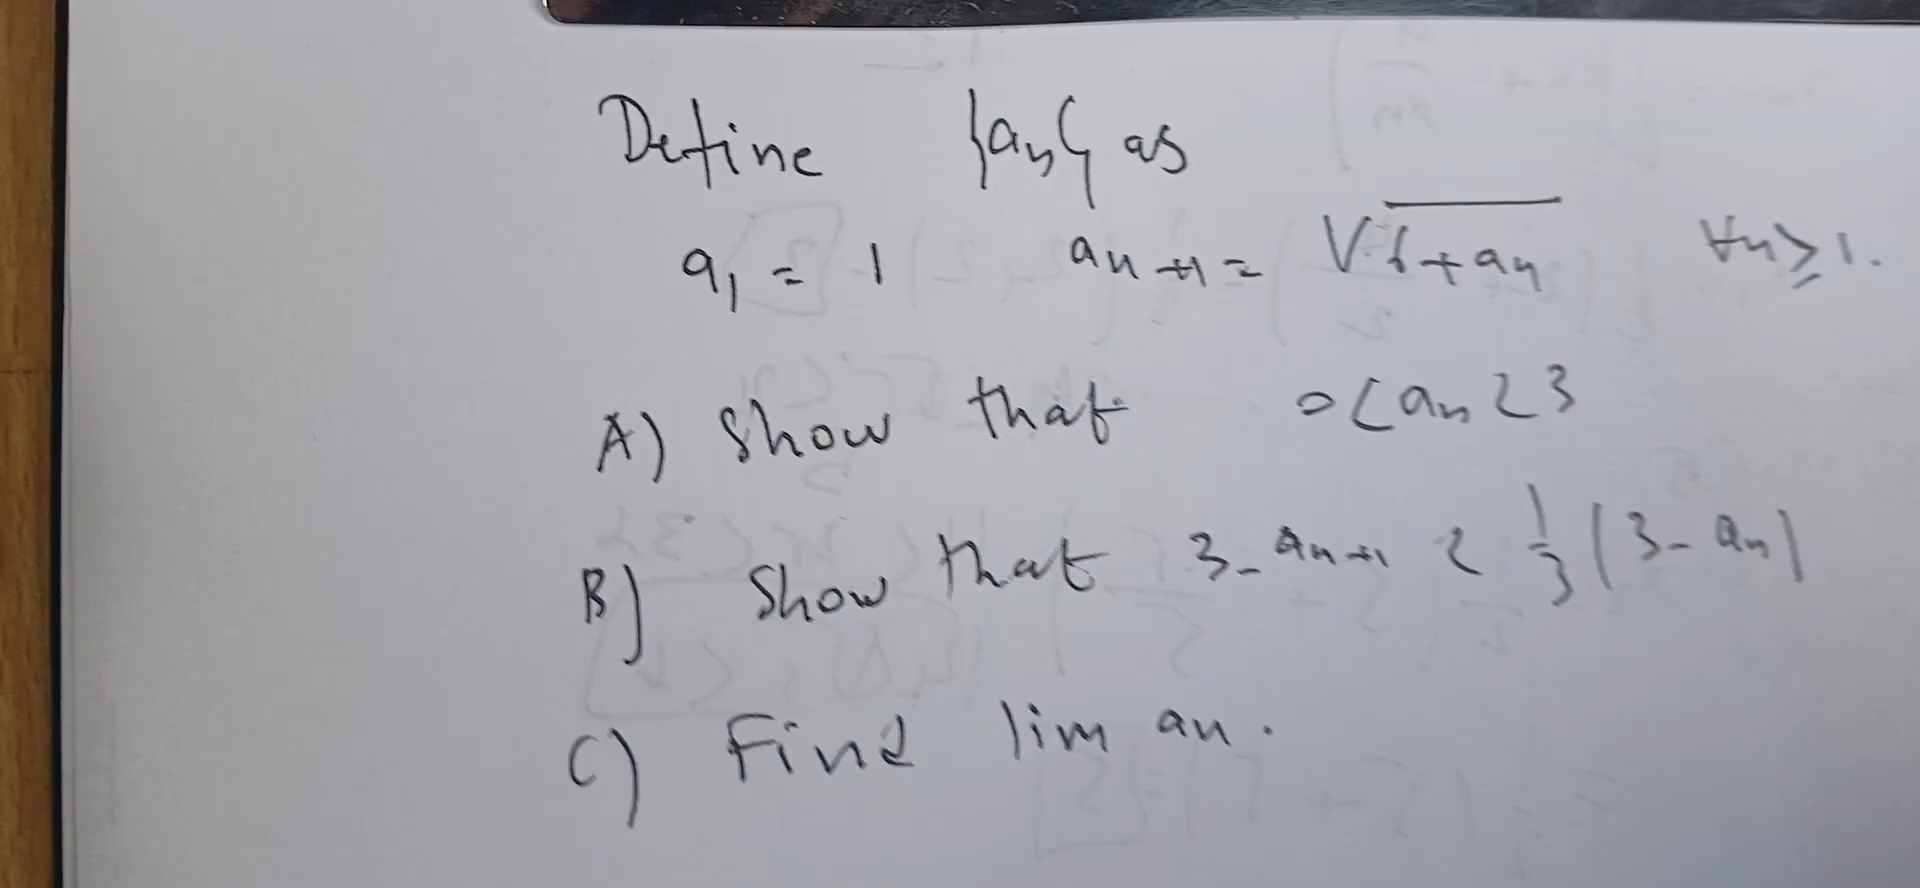 Define {an} as
a1 = 1 an+1 = √6+an ∀n≥1.
A) Show that 0<an<3
B) Show that 3-an+1 < 1/3 (3-an)
C) Find lim an.